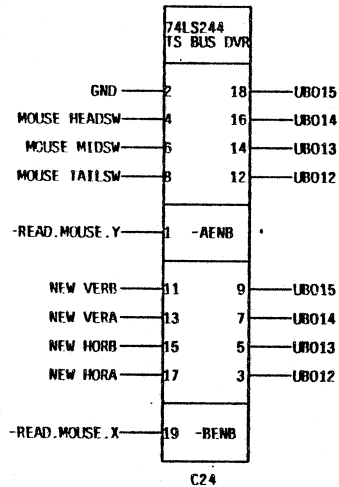 74LS244
TS BUS DVR
GND 2 18 UBO15
MOUSE HEADSW 4 16 UBO14
MOUSE MIDSW 6 14 UBO13
MOUSE TAILSW 8 12 UBO12
-READ.MOUSE.Y 1 -AENB
NEW VERB 11 9 UBO15
NEW VERA 13 7 UBO14
NEW HORB 15 5 UBO13
NEW HORA 17 3 UBO12
-READ.MOUSE.X 19 -BENB
C24